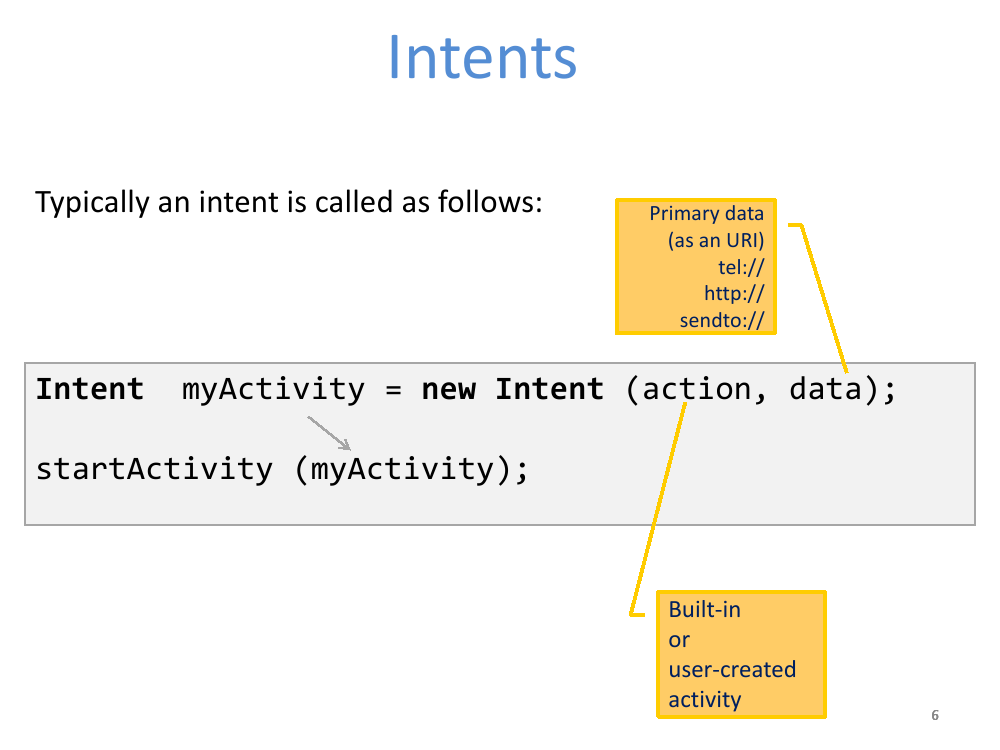 Intents
Typically an intent is called as follows:
Primary data
(as an URI)
tel://
http://
sendto://
Intent  myActivity = new Intent (action, data);
startActivity (myActivity);
Built-in
or
user-created
activity
6